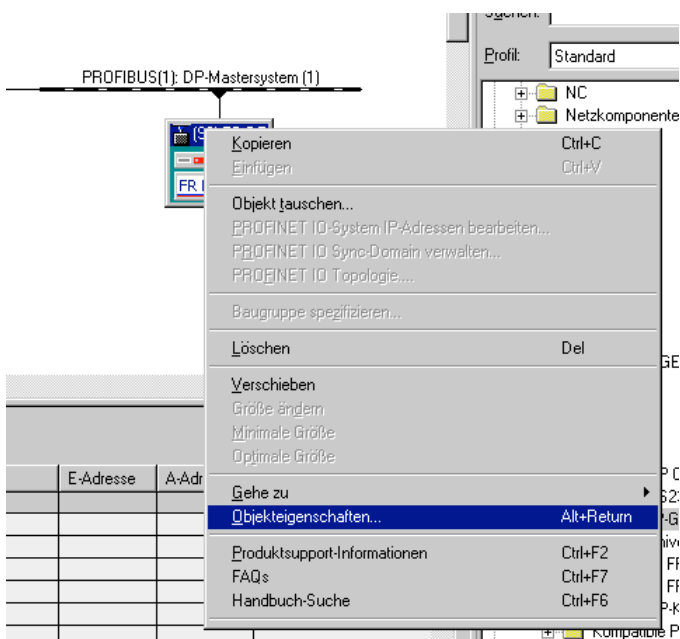 Suchen:
Profil:
Standard
PROFIBUS(1): DP-Mastersystem (1)
NC
Netzkomponente
FR
Kopieren Ctrl+C
Einfügen Ctrl+V
Objekt tauschen...
PROFINET IO-System IP-Adressen bearbeiten...
PROFINET IO Sync-Domain verwalten...
PROFINET IO Topologie....
Baugruppe spezifizieren...
Löschen Del
Verschieben
Größe ändern
Minimale Größe
Optimale Größe
E-Adresse A-Adr
Gehe zu
Objekteigenschaften... Alt+Return
Produktsupport-Informationen Ctrl+F2
FAQs Ctrl+F7
Handbuch-Suche Ctrl+F6
Kompatible P